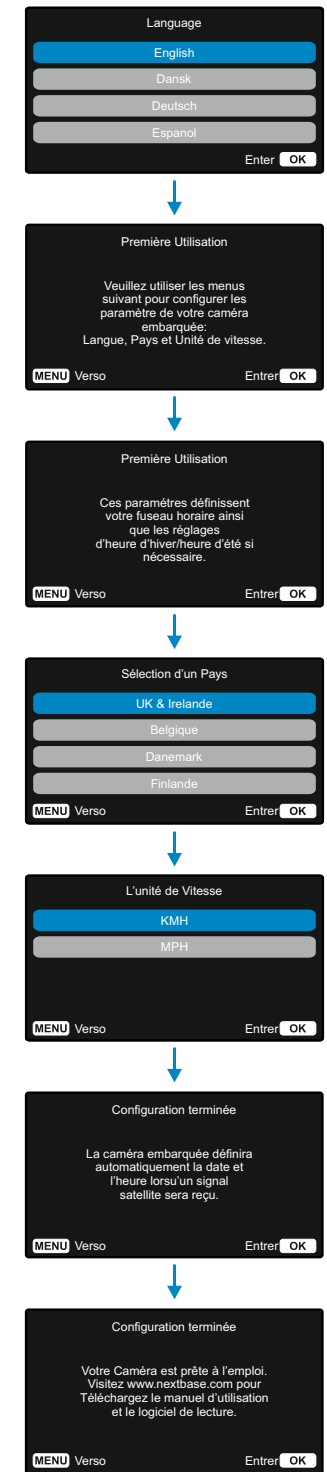 Language
English
Dansk
Deutsch
Espanol
Enter OK
Première Utilisation
Veuillez utiliser les menus
suivant pour configurer les
paramètre de votre caméra
embarquée:
Langue, Pays et Unité de vitesse.
MENU Verso Entrer OK
Première Utilisation
Ces paramétres définissent
votre fuseau horaire ainsi
que les réglages
d'heure d'hiver/heure d'été si
nécessaire.
MENU Verso Entrer OK
Sélection d'un Pays
UK & Irelande
Belgique
Danemark
Finlande
MENU Verso Entrer OK
L'unité de Vitesse
KMH
MPH
MENU Verso Entrer OK
Configuration terminée
La caméra embarquée définira
automatiquement la date et
l'heure lorsu'un signal
satellite sera reçu.
MENU Verso Entrer OK
Configuration terminée
Votre Caméra est prête à l'emploi.
Visitez www.nextbase.com pour
Téléchargez le manuel d'utilisation
et le logiciel de lecture.
MENU Verso Entrer OK